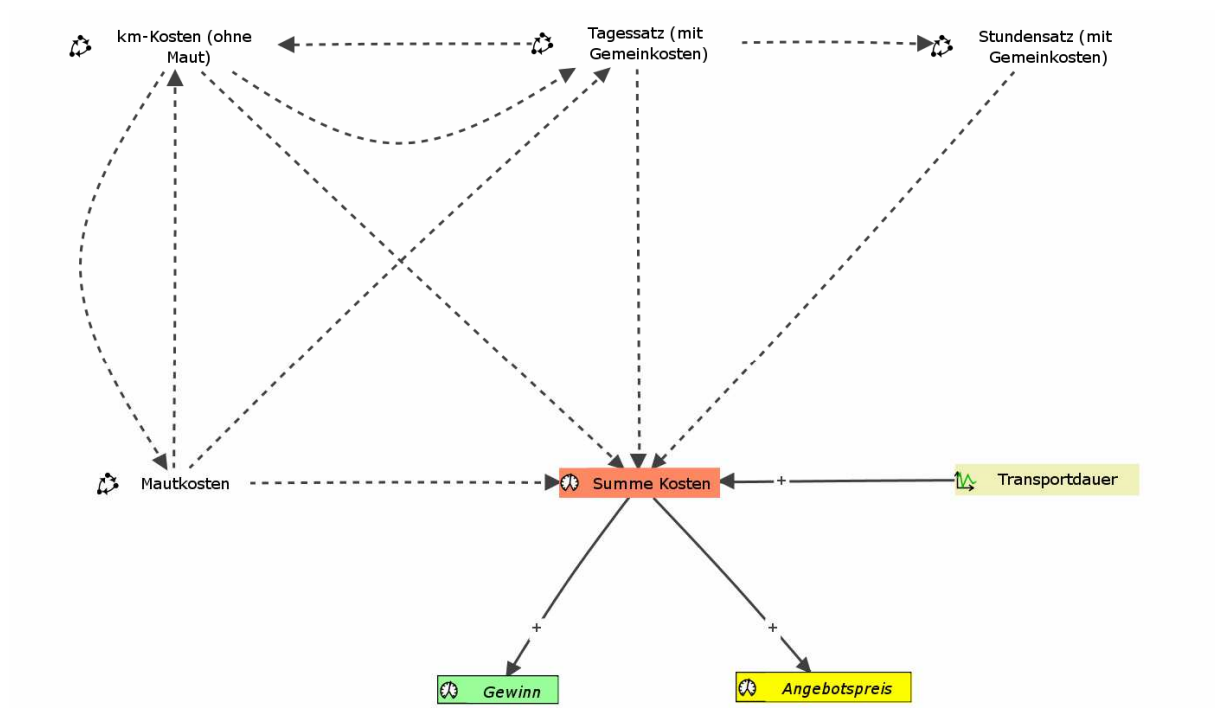 km-Kosten (ohne
Maut)
Tagessatz (mit
Gemeinkosten)
Stundensatz (mit
Gemeinkosten)
Mautkosten
Summe Kosten
+
Transportdauer
+
+
Gewinn
Angebotspreis